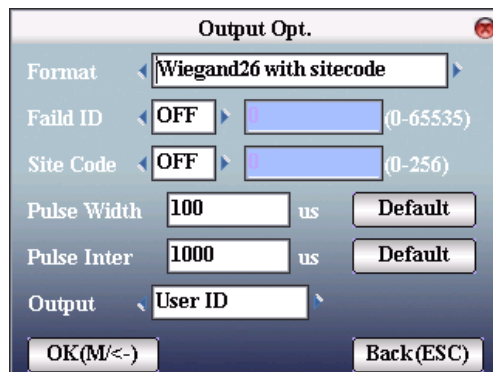 Output Opt.
Format Wiegand26 with sitecode
Faild ID OFF 0 (0-65535)
Site Code OFF 0 (0-256)
Pulse Width 100 us Default
Pulse Inter 1000 us Default
Output User ID
OK(M/<-) Back(ESC)